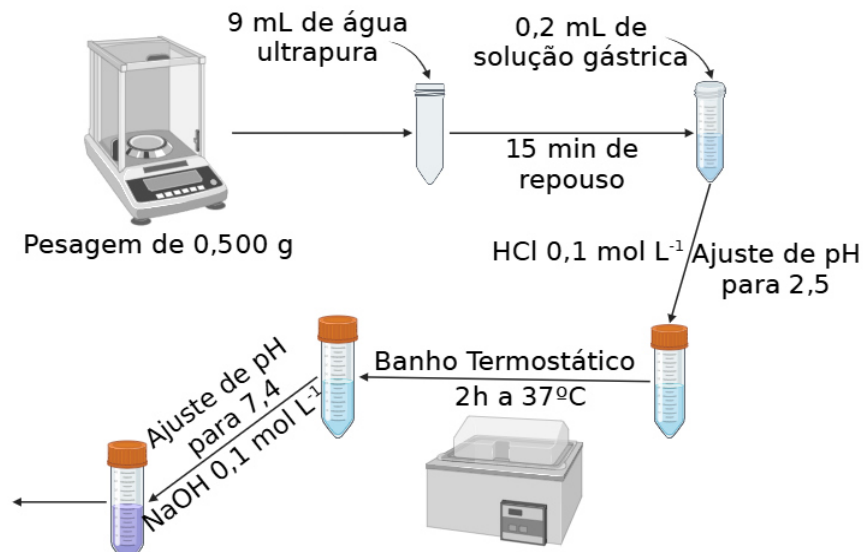 9 mL de água
ultrapura
0,2 mL de
solução gástrica
15 min de
repouso
Pesagem de 0,500 g
HCl 0,1 mol L⁻¹
Ajuste de pH
para 2,5
Banho Termostático
2h a 37ºC
Ajuste de pH
para 7,4
NaOH 0,1 mol L⁻¹